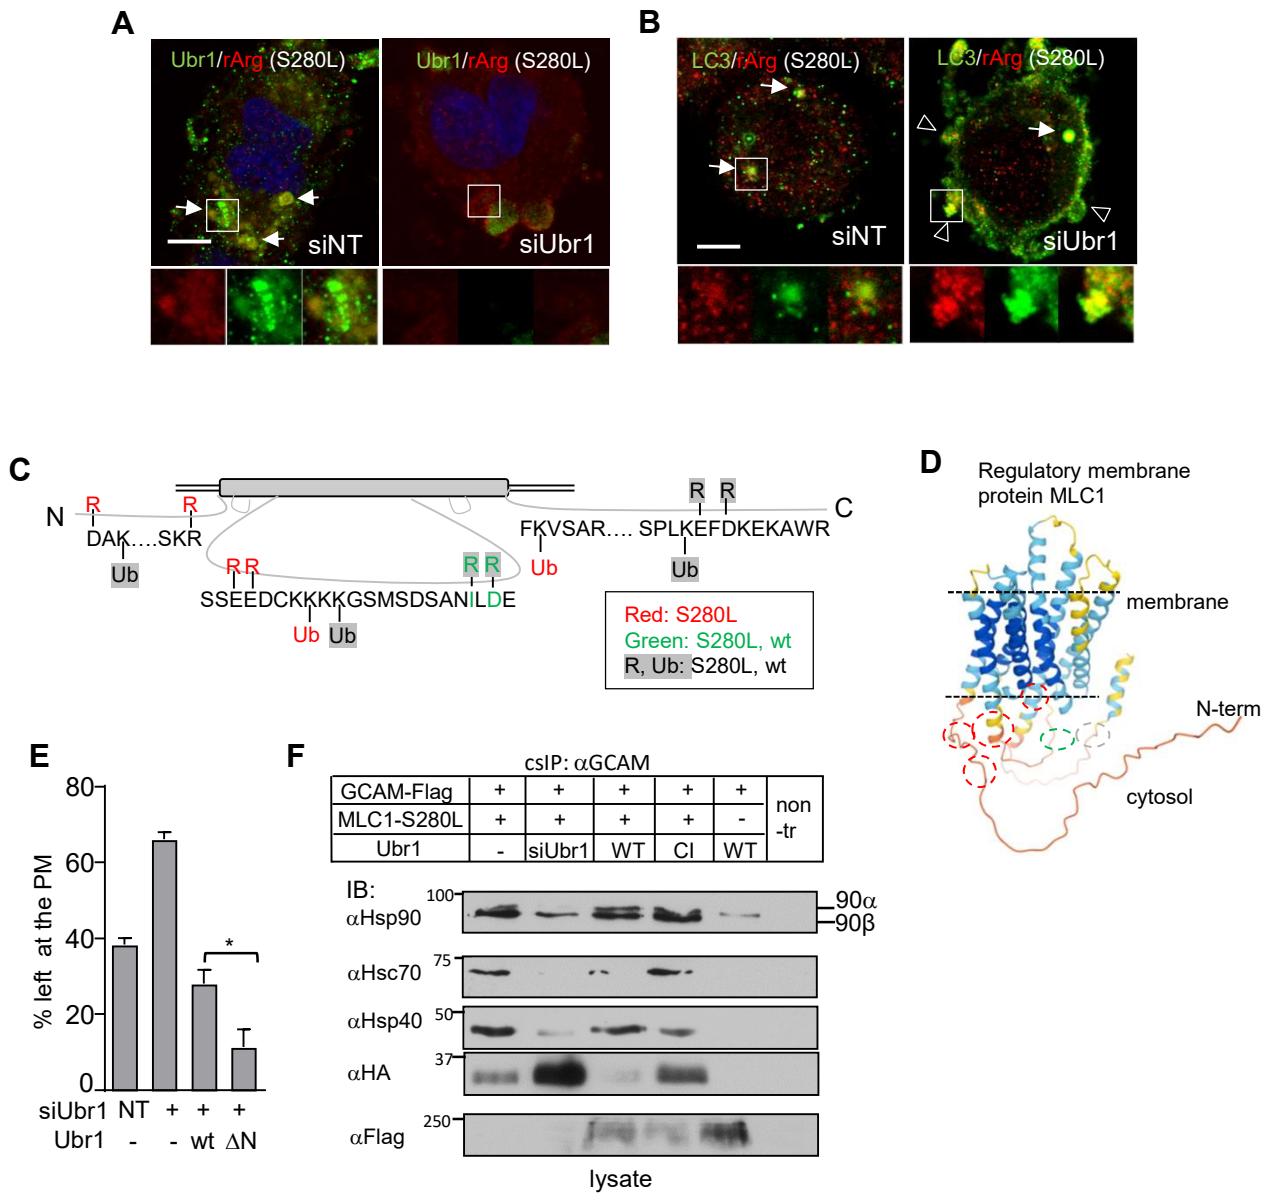 A
Ubr1/rArg (S280L)
Ubr1/rArg (S280L)
siNT
siUbr1
B
LC3/rArg (S280L)
LC3/rArg (S280L)
siNT
siUbr1
C
N
R R
DAK....SKR
Ub
R R
SSEEDCKKKKGSMSDSANILDE
Ub Ub
R R
R R
C
FKVSAR.... SPLKEFDKEKAWR
Ub
Ub
Red: S280L
Green: S280L, wt
R, Ub: S280L, wt
D
Regulatory membrane
protein MLC1
membrane
N-term
cytosol
E
% left at the PM
80
60
40
20
0
*
siUbr1 NT + + +
Ubr1 - - wt ΔN
F
csIP: αGCAM
GCAM-Flag + + + + +
MLC1-S280L + + + + -
Ubr1 - siUbr1 WT CI WT
non
-tr
IB:
αHsp90
100
90α
90β
αHsc70
75
αHsp40
50
αHA
37
αFlag
250
lysate